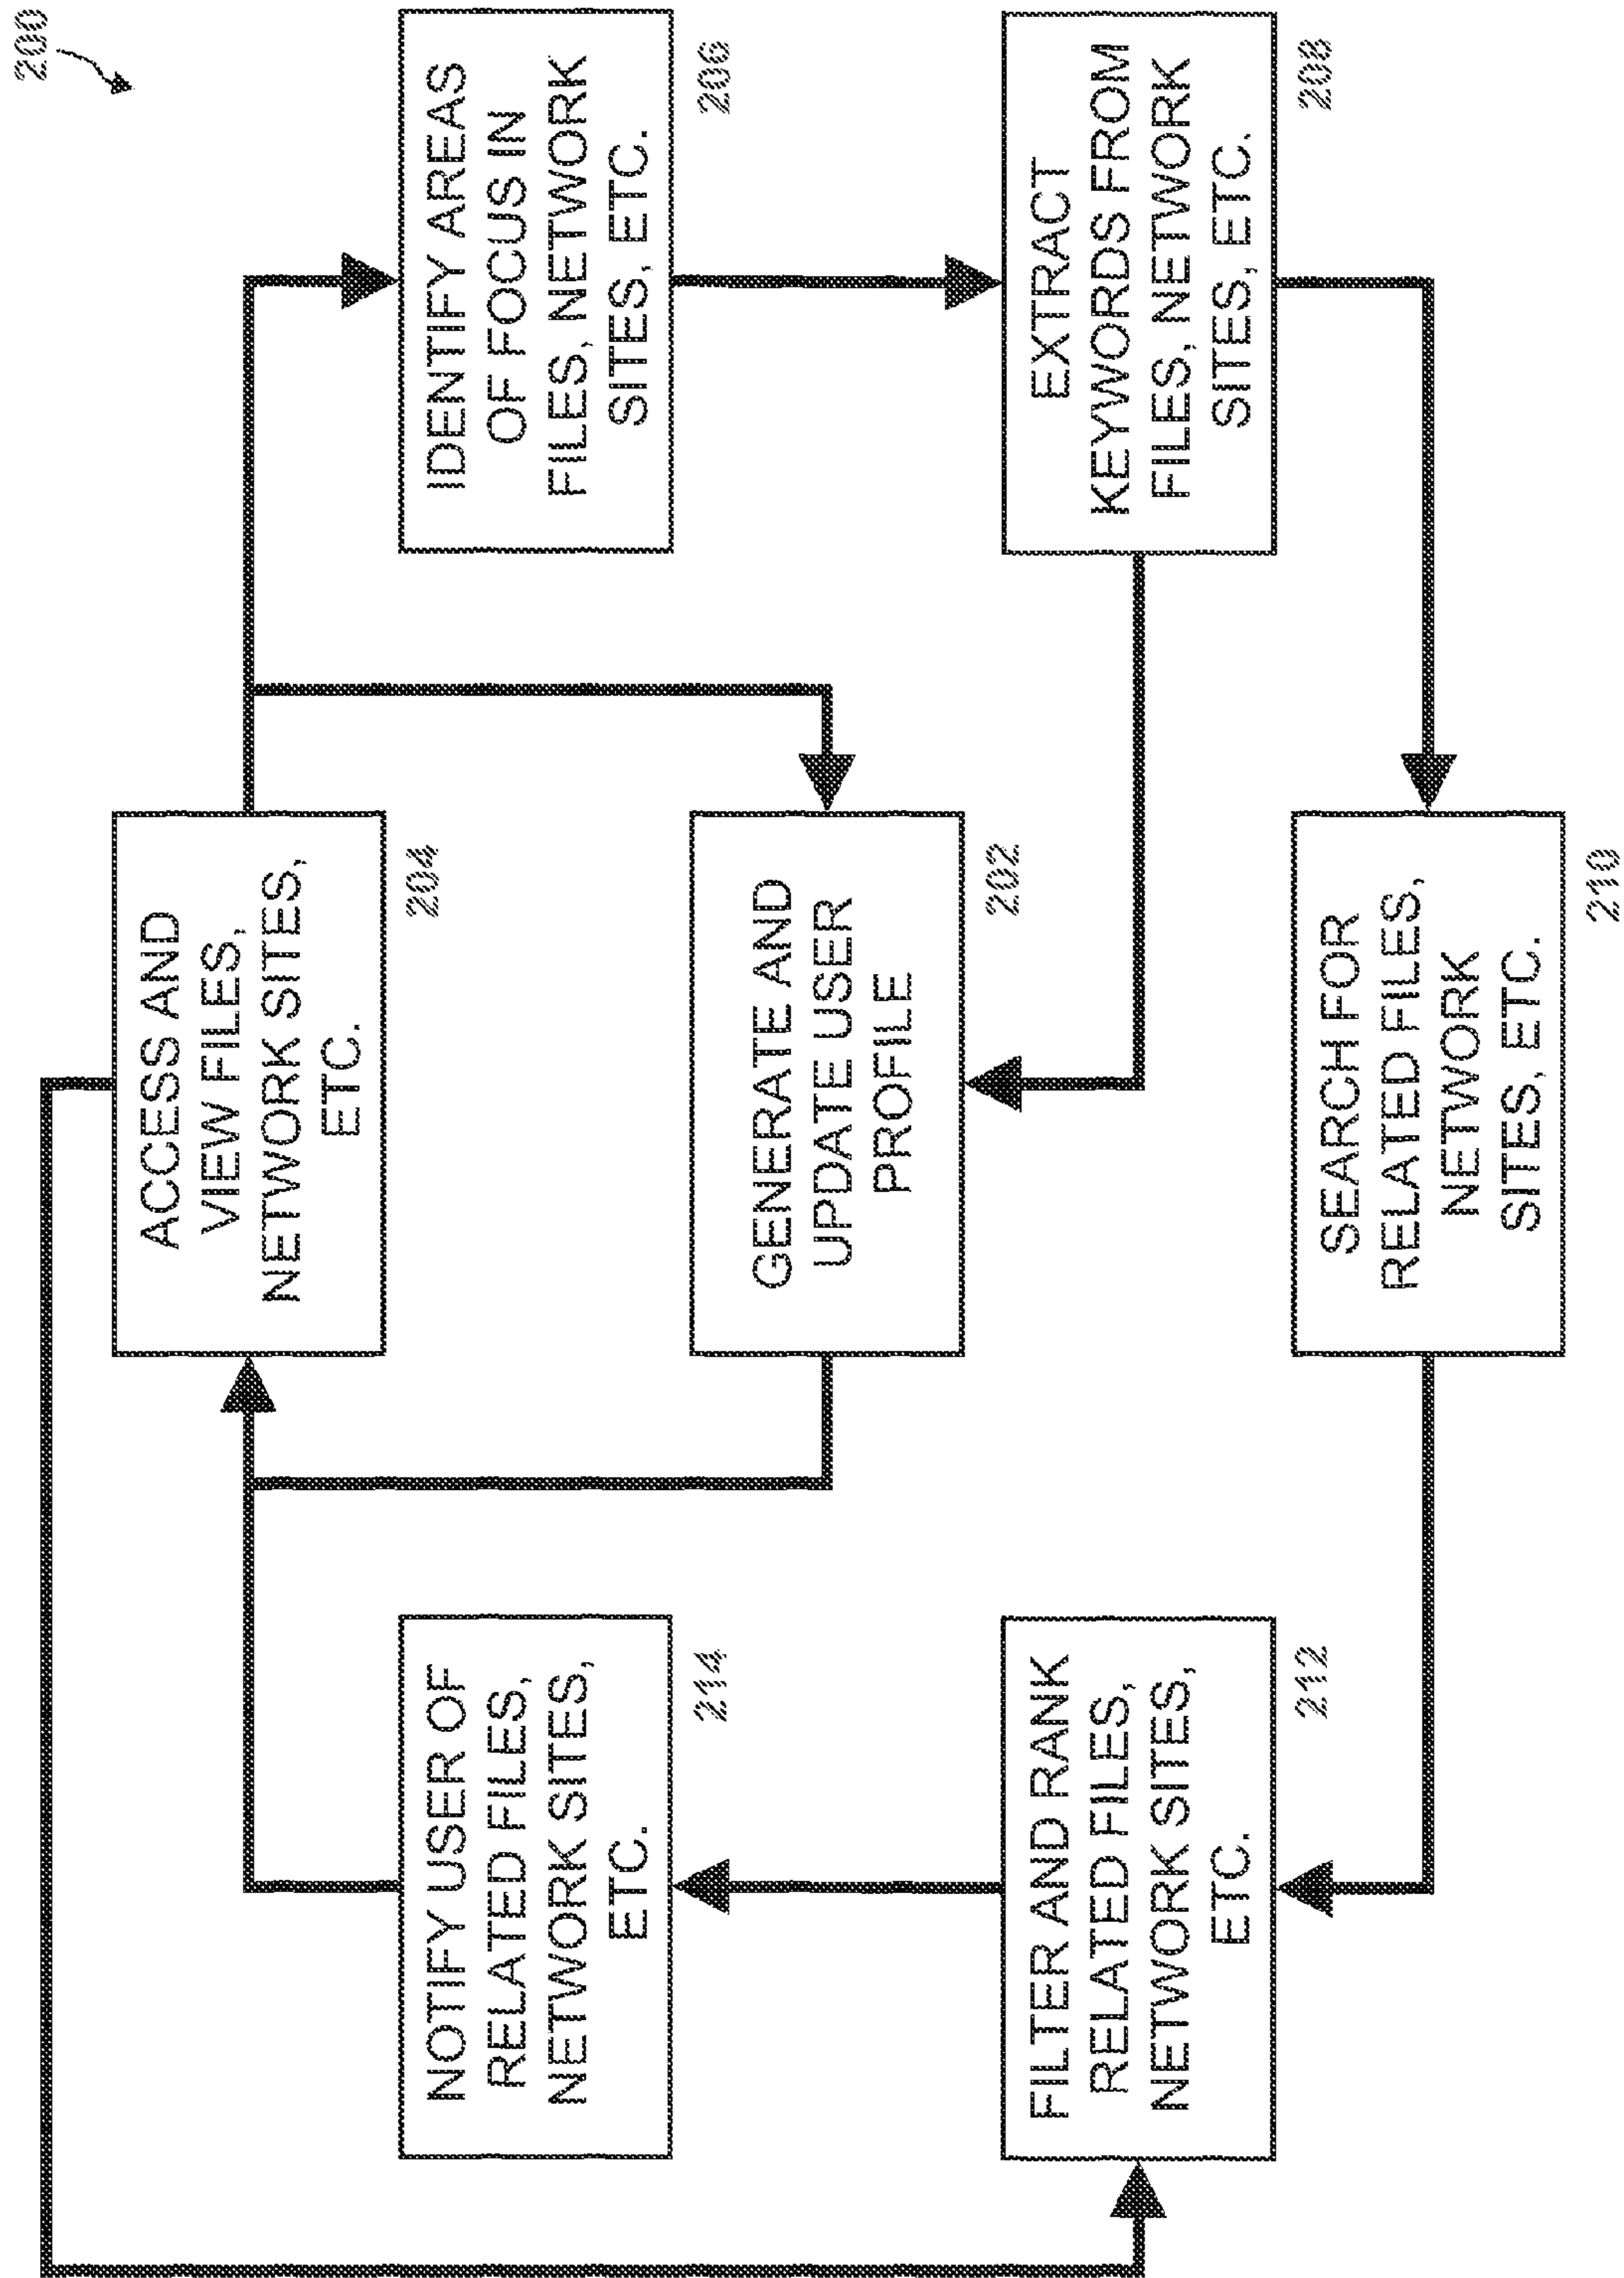 200
ACCESS AND
VIEW FILES,
NETWORK SITES,
ETC.
204
IDENTIFY AREAS
OF FOCUS IN
FILES, NETWORK
SITES, ETC.
206
NOTIFY USER OF
RELATED FILES,
NETWORK SITES,
ETC.
214
GENERATE AND
UPDATE USER
PROFILE
202
EXTRACT
KEYWORDS FROM
FILES, NETWORK
SITES, ETC.
208
FILTER AND RANK
RELATED FILES,
NETWORK SITES,
ETC.
212
SEARCH FOR
RELATED FILES,
NETWORK
SITES, ETC.
210